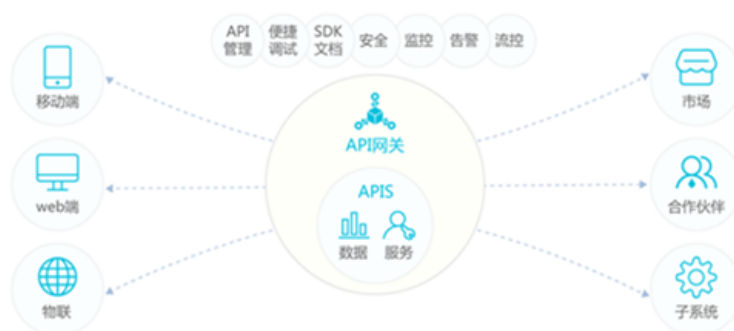 API 便捷 SDK
管理 调试 文档 安全 监控 告警 流控
移动端
API网关
市场
APIS
web端
合作伙伴
数据 服务
物联
子系统